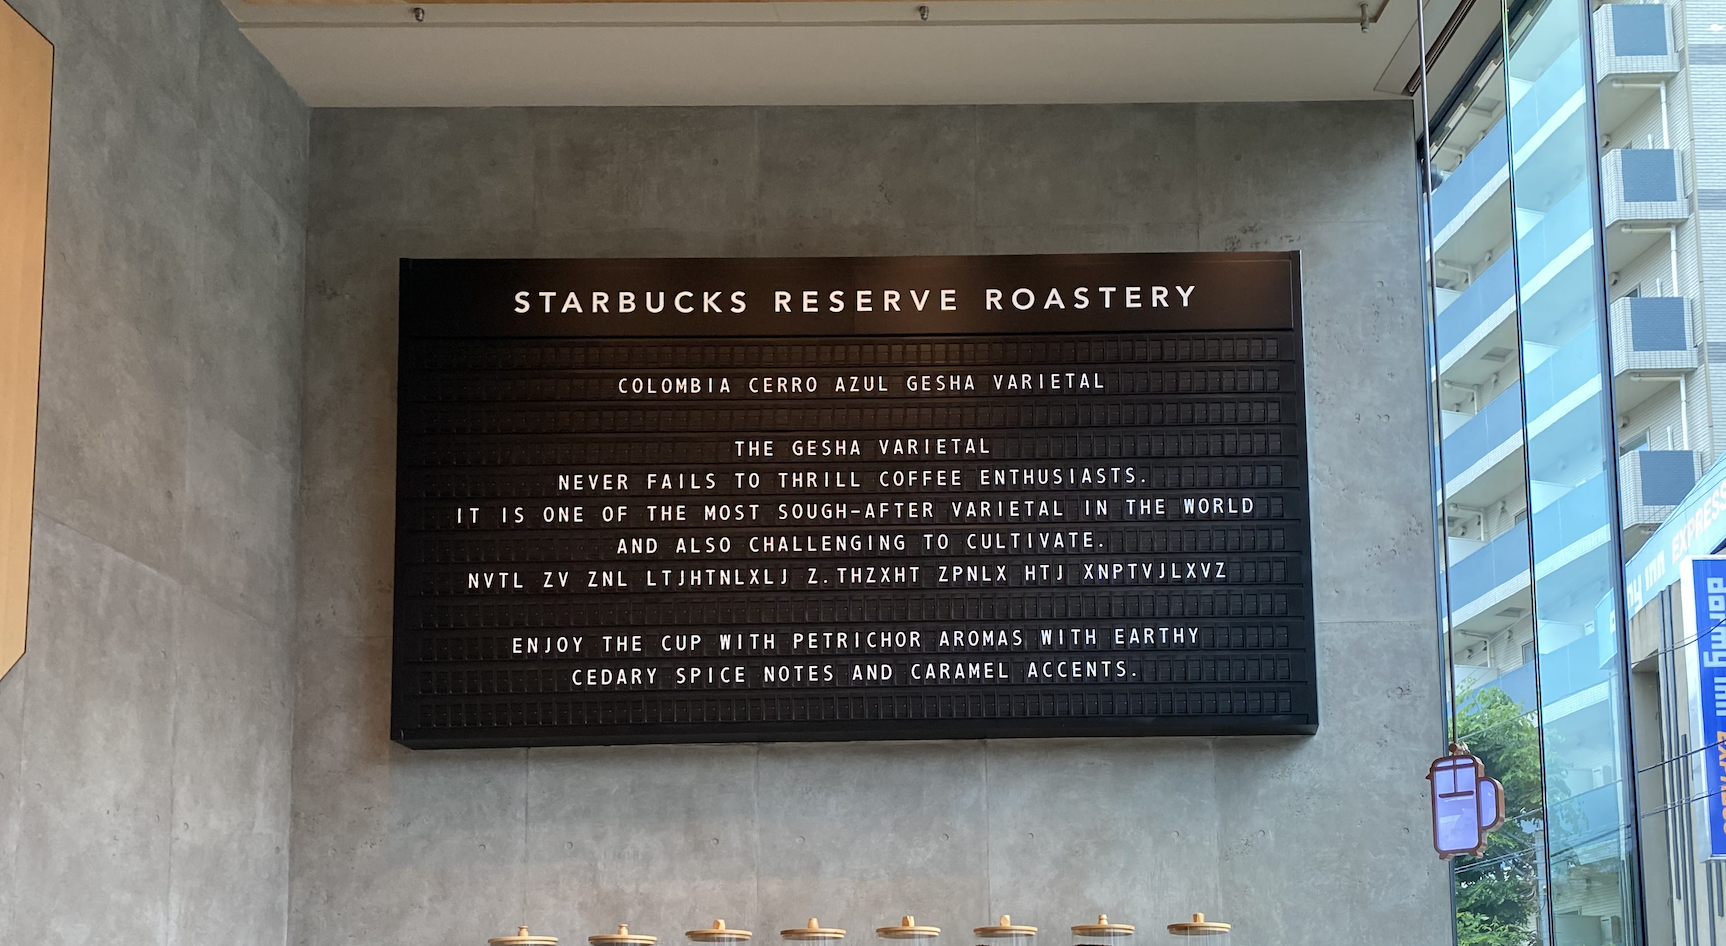 STARBUCKS RESERVE ROASTERY
COLOMBIA CERRO AZUL GESHA VARIETAL
THE GESHA VARIETAL
NEVER FAILS TO THRILL COFFEE ENTHUSIASTS.
IT IS ONE OF THE MOST SOUGH-AFTER VARIETAL IN THE WORLD
AND ALSO CHALLENGING TO CULTIVATE.
NVTL ZV ZNL LTJHTNLXLJ Z.THZXHT ZPNLX HTJ XNPTVJLXVZ
ENJOY THE CUP WITH PETRICHOR AROMAS WITH EARTHY
CEDARY SPICE NOTES AND CARAMEL ACCENTS.
INN EXPRESS